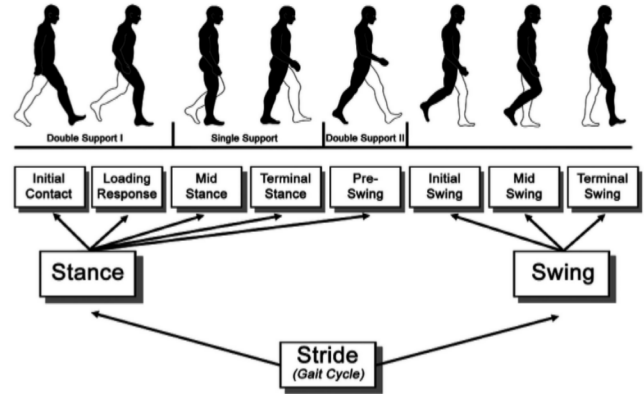 Double Support I
Single Support
Double Support II
Initial
Contact
Loading
Response
Mid
Stance
Terminal
Stance
Pre-
Swing
Initial
Swing
Mid
Swing
Terminal
Swing
Stance
Swing
Stride
(Gait Cycle)